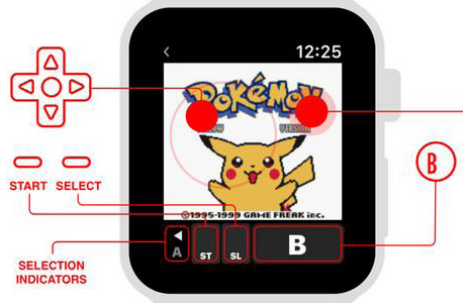 12:25
POKéMON
VERSION
©1995-1999 GAME FREAK inc.
START SELECT
A ST SL B
B
SELECTION
INDICATORS